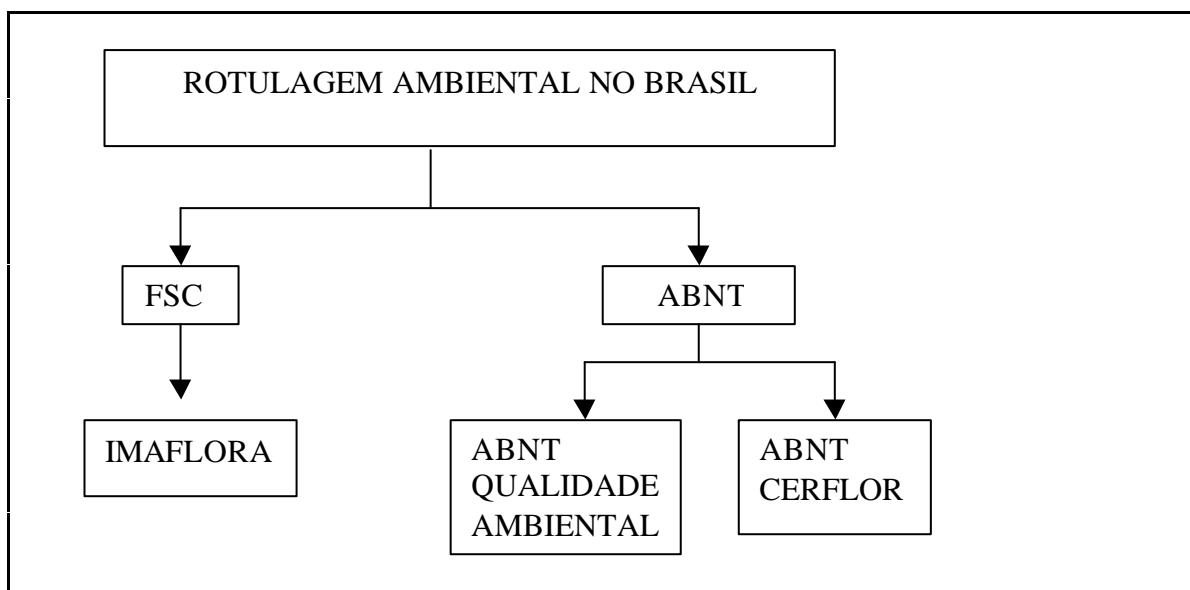 ROTULAGEM AMBIENTAL NO BRASIL
FSC
ABNT
IMAFLORA
ABNT
QUALIDADE
AMBIENTAL
ABNT
CERFLOR